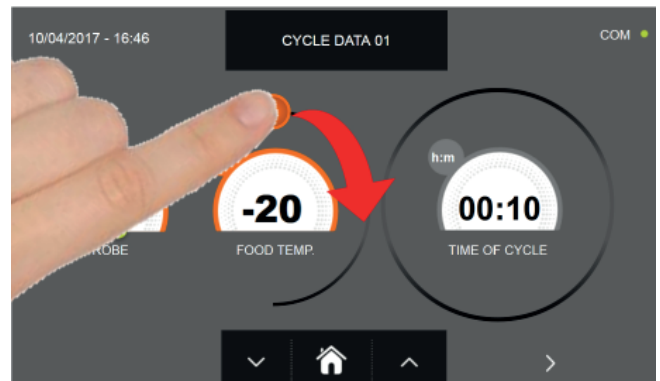 10/04/2017 - 16:46
CYCLE DATA 01
COM
h:m
-20
00:10
ROBE
FOOD TEMP.
TIME OF CYCLE